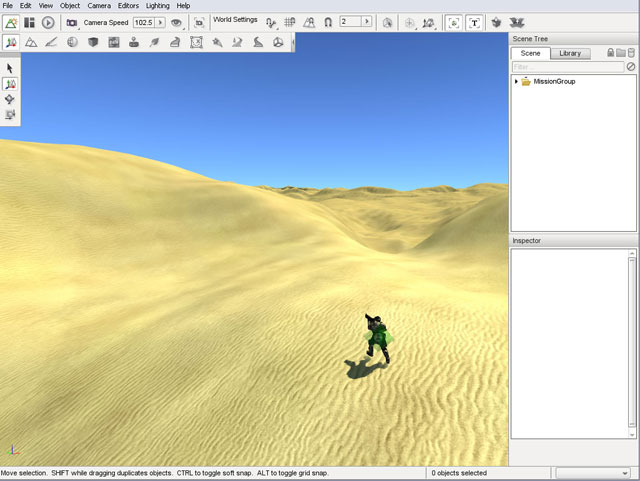 File Edit View Object Camera Editors Lighting Help
Camera Speed 102.5 World Settings 2
T
Scene Tree
Scene Library
Filter...
MissionGroup
Inspector
Move selection. SHIFT while dragging duplicates objects. CTRL to toggle soft snap. ALT to toggle grid snap. 0 objects selected